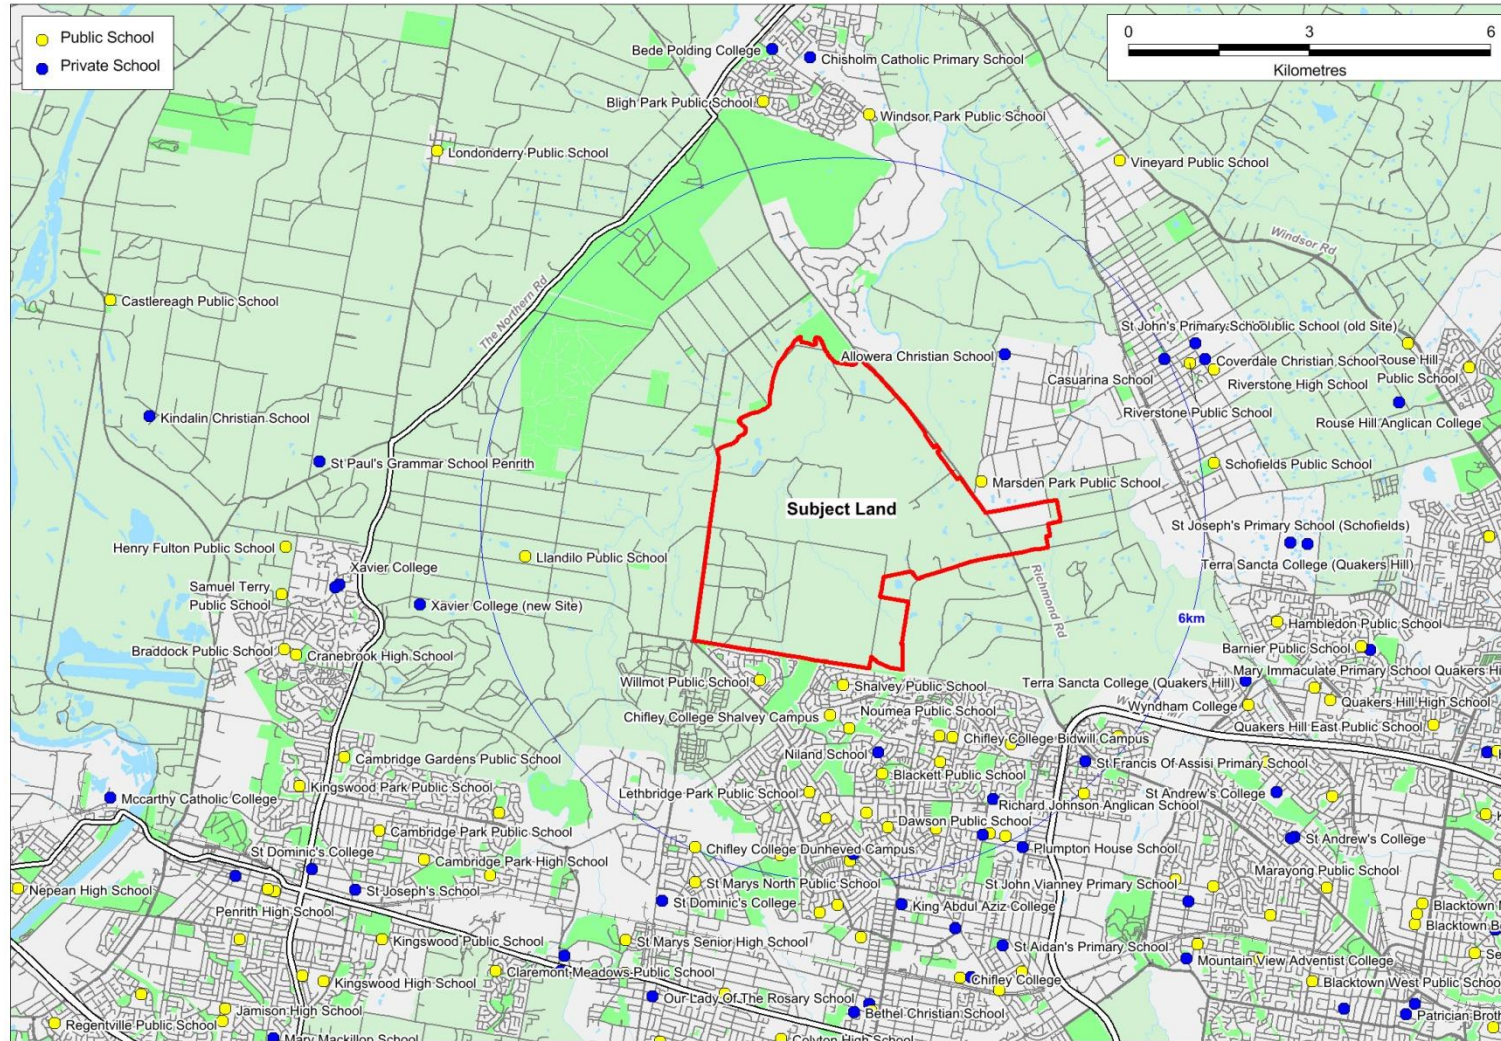 Public School
Private School
0 3 6
Kilometres
Bede Polding College
Chisholm Catholic Primary School
Bligh Park Public School
Windsor Park Public School
Londonderry Public School
Vineyard Public School
Windsor Rd
Castlereagh Public School
The Northern Rd
St John's Primary School
blic School (old Site)
Allowera Christian School
Coverdale Christian School
Rouse Hill
Public School
Casuarina School
Riverstone High School
Rouse Hill Anglican College
Riverstone Public School
Kindalin Christian School
St Paul's Grammar School Penrith
Schofields Public School
Marsden Park Public School
Subject Land
St Joseph's Primary School (Schofields)
Henry Fulton Public School
Llandilo Public School
Terra Sancta College (Quakers Hill)
Xavier College
Samuel Terry
Public School
Xavier College (new Site)
Richmond Rd
6km
Hambledon Public School
Braddock Public School
Cranebrook High School
Barnier Public School
Mary Immaculate Primary School Quakers Hi
Willmot Public School
Shalvey Public School
Terra Sancta College (Quakers Hill)
Wyndham College
Quakers Hill High School
Noumea Public School
Chifley College Shalvey Campus
Quakers Hill East Public School
Chifley College Bidwill Campus
Niland School
Cambridge Gardens Public School
St Francis Of Assisi Primary School
Blackett Public School
Kingswood Park Public School
Lethbridge Park Public School
St Andrew's College
Mccarthy Catholic College
Richard Johnson Anglican School
Cambridge Park Public School
Dawson Public School
St Andrew's College
St Dominic's College
Chifley College Dunheved Campus
Plumpton House School
Cambridge Park High School
Marayong Public School
Nepean High School
St Joseph's School
St Marys North Public School
St John Vianney Primary School
St Dominic's College
King Abdul Aziz College
Penrith High School
Blacktown
Blacktown
Kingswood Public School
St Marys Senior High School
St Aidan's Primary School
Mountain View Adventist College
Claremont Meadows Public School
Chifley College
Kingswood High School
Blacktown West Public Schoo
Our Lady Of The Rosary School
Jamison High School
Bethel Christian School
Patrician Broth
Regentville Public School
Mary Mackillop School
Colyton High School